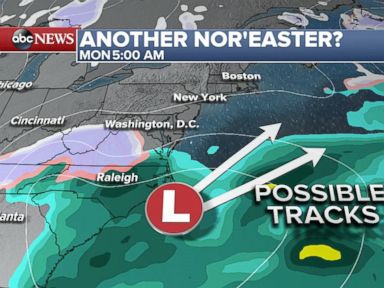 abc NEWS
ANOTHER NOR'EASTER?
MON 5:00 AM
Chicago
Boston
New York
Cincinnati
Washington, D.C.
Raleigh
anta
L
POSSIBLE
TRACKS